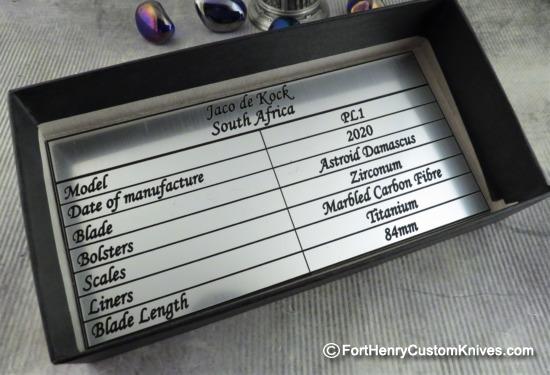 Jaco de Kock
South Africa
Model PL1
Date of manufacture 2020
Blade Astroid Damascus
Bolsters Zirconum
Scales Marbled Carbon Fibre
Liners Titanium
Blade Length 84mm
© FortHenryCustomKnives.com